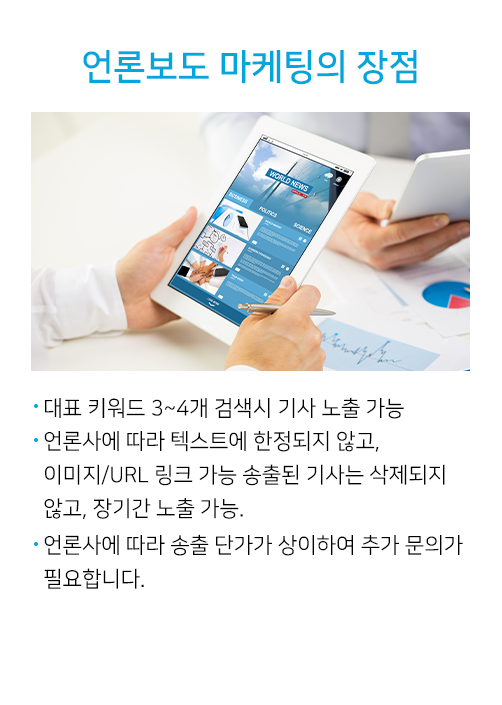 언론보도 마케팅의 장점
WORLD NEWS
BUSINESS
POLITICS
SCIENCE
· 대표 키워드 3~4개 검색시 기사 노출 가능
· 언론사에 따라 텍스트에 한정되지 않고,
이미지/URL 링크 가능 송출된 기사는 삭제되지
않고, 장기간 노출 가능.
· 언론사에 따라 송출 단가가 상이하여 추가 문의가
필요합니다.